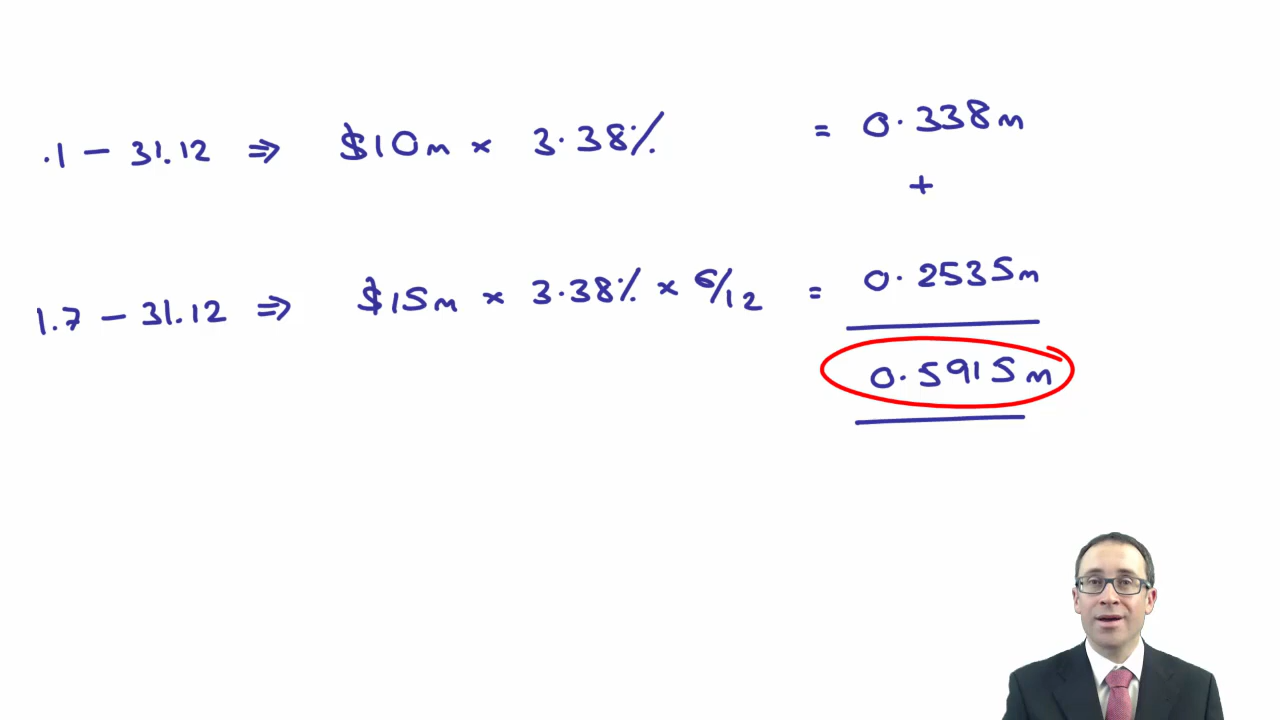 .1 – 31.12 ⇒ $10m × 3.38% = 0.338m
+
1.7 – 31.12 ⇒ $15m × 3.38% × 6/12 = 0.2535m
0.5915m